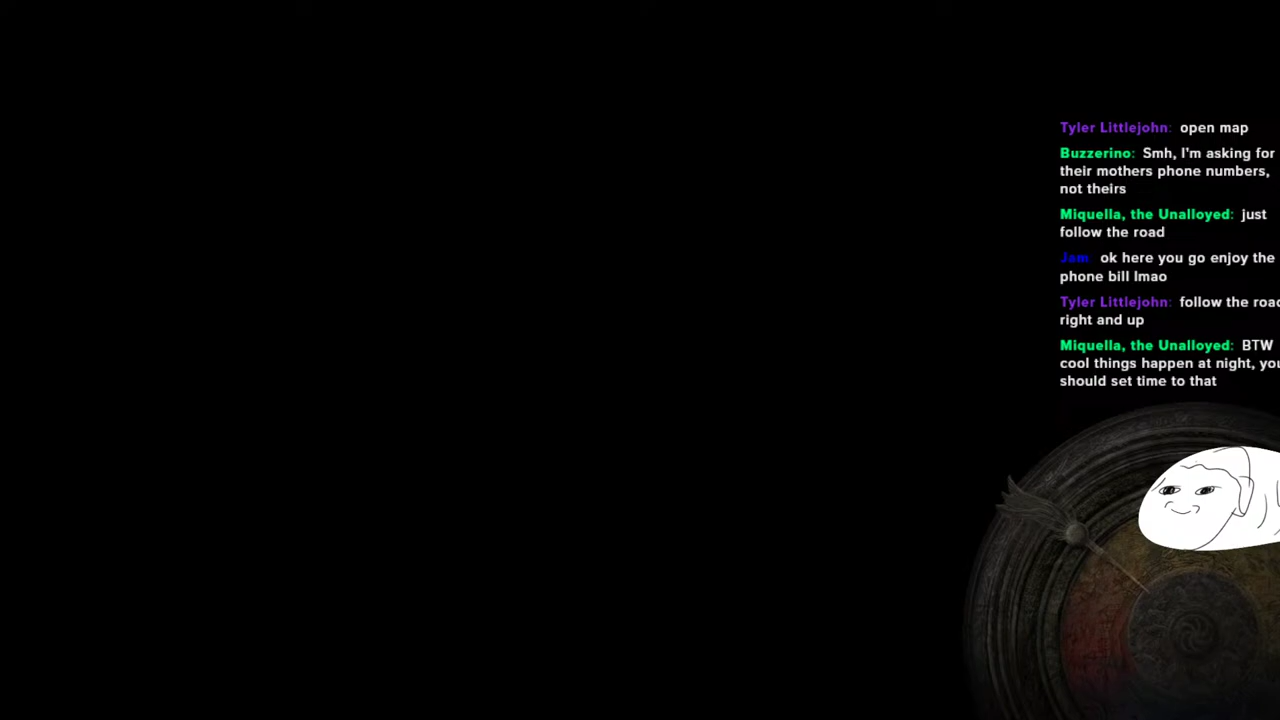 Tyler Littlejohn: open map
Buzzerino: Smh, I'm asking for
their mothers phone numbers,
not theirs
Miquella, the Unalloyed: just
follow the road
Jam: ok here you go enjoy the
phone bill lmao
Tyler Littlejohn: follow the road
right and up
Miquella, the Unalloyed: BTW
cool things happen at night, you
should set time to that